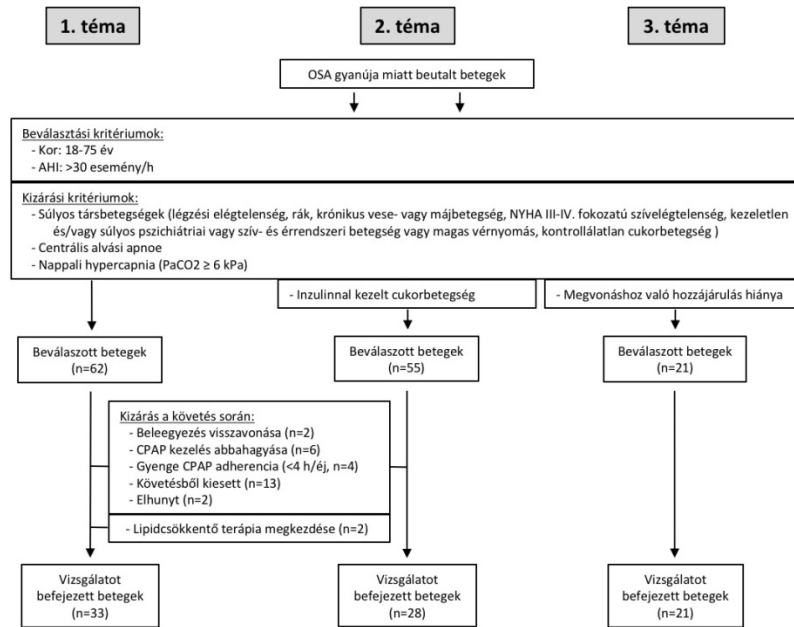 1. téma
2. téma
3. téma
OSA gyanúja miatt beutalt betegek
Beválasztási kritériumok:
- Kor: 18-75 év
- AHI: >30 esemény/h
Kizárási kritériumok:
- Súlyos társbetegségek (légzési elégtelenség, rák, krónikus vese- vagy májbetegség, NYHA III-IV. fokozatú szívelégtelenség, kezeletlen
és/vagy súlyos pszichiátriai vagy szív- és érrendszeri betegség vagy magas vérnyomás, kontrollálatlan cukorbetegség )
- Centrális alvási apnoe
- Nappali hypercapnia (PaCO2 ≥ 6 kPa)
- Inzulinnal kezelt cukorbetegség
- Megvonáshoz való hozzájárulás hiánya
Beválaszott betegek
(n=62)
Beválaszott betegek
(n=55)
Beválaszott betegek
(n=21)
Kizárás a követés során:
- Beleegyezés visszavonása (n=2)
- CPAP kezelés abbahagyása (n=6)
- Gyenge CPAP adherencia (<4 h/éj, n=4)
- Követésből kiesett (n=13)
- Elhunyt (n=2)
- Lipidcsökkentő terápia megkezdése (n=2)
Vizsgálatot
befejezett betegek
(n=33)
Vizsgálatot
befejezett betegek
(n=28)
Vizsgálatot
befejezett betegek
(n=21)